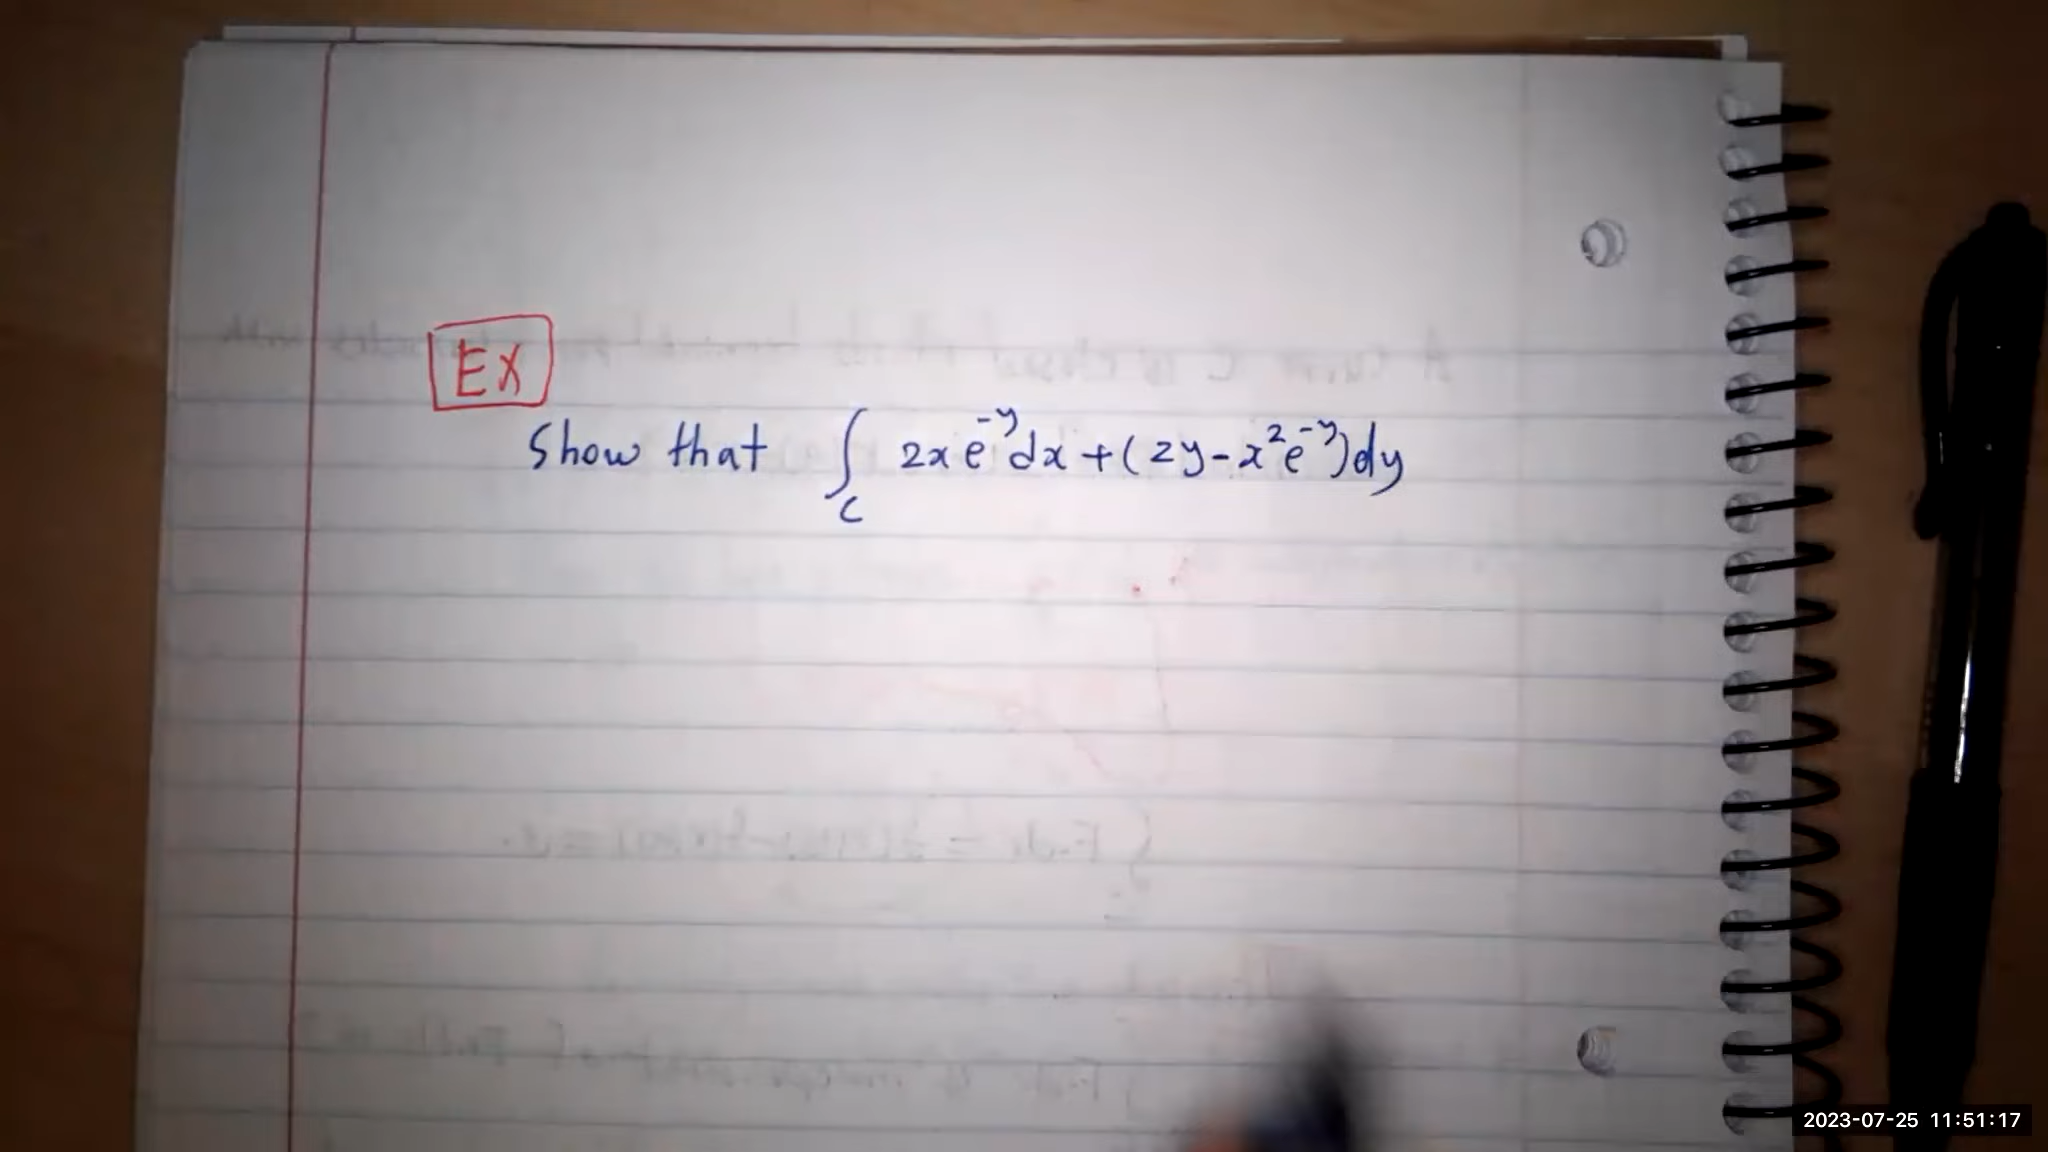 EX
Show that ∫_C 2xe^{-y}dx+(2y-x^2e^{-y})dy
2023-07-25 11:51:17